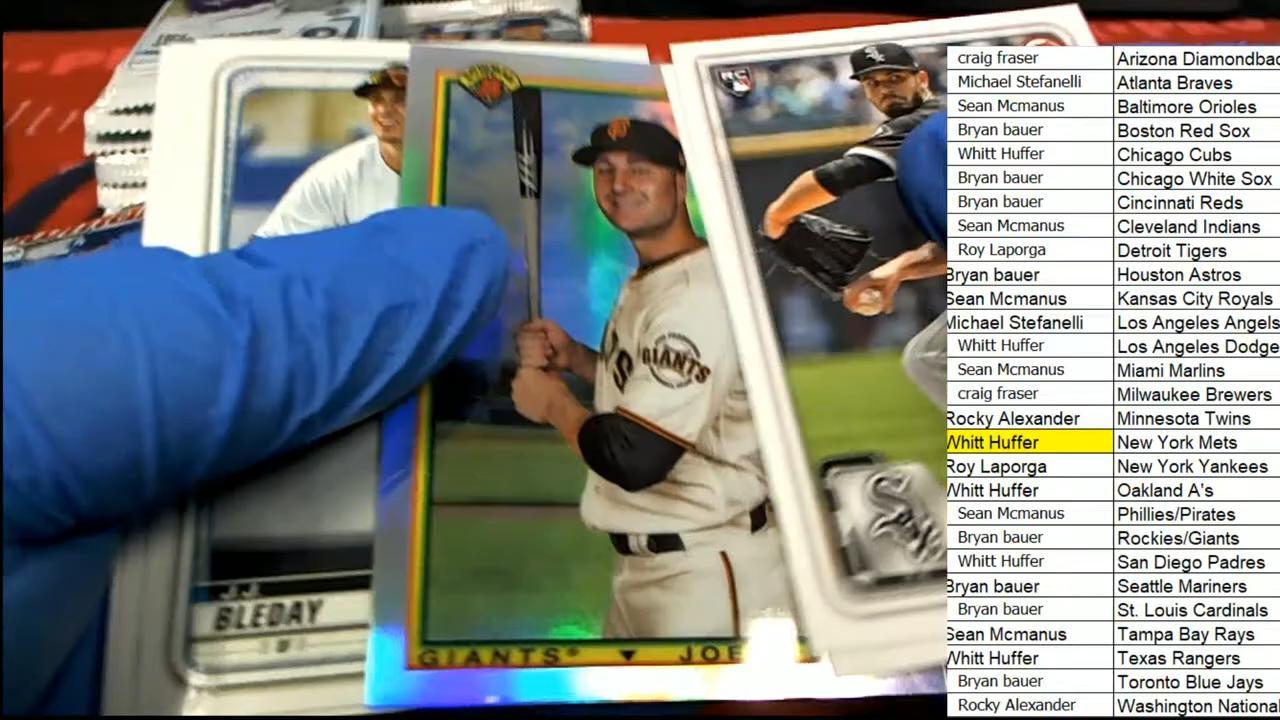 craig fraser Arizona Diamondbac
Michael Stefanelli Atlanta Braves
Sean Mcmanus Baltimore Orioles
Bryan bauer Boston Red Sox
Whitt Huffer Chicago Cubs
Bryan bauer Chicago White Sox
Bryan bauer Cincinnati Reds
Sean Mcmanus Cleveland Indians
Roy Laporga Detroit Tigers
Bryan bauer Houston Astros
Sean Mcmanus Kansas City Royals
Michael Stefanelli Los Angeles Angels
Whitt Huffer Los Angeles Dodge
Sean Mcmanus Miami Marlins
craig fraser Milwaukee Brewers
Rocky Alexander Minnesota Twins
Whitt Huffer New York Mets
Roy Laporga New York Yankees
Whitt Huffer Oakland A's
Sean Mcmanus Phillies/Pirates
Bryan bauer Rockies/Giants
Whitt Huffer San Diego Padres
Bryan bauer Seattle Mariners
Bryan bauer St. Louis Cardinals
Sean Mcmanus Tampa Bay Rays
Whitt Huffer Texas Rangers
Bryan bauer Toronto Blue Jays
Rocky Alexander Washington Nationa
J.J.
BLEDAY
GIANTS
GIANTS® JOE
RC
Sox